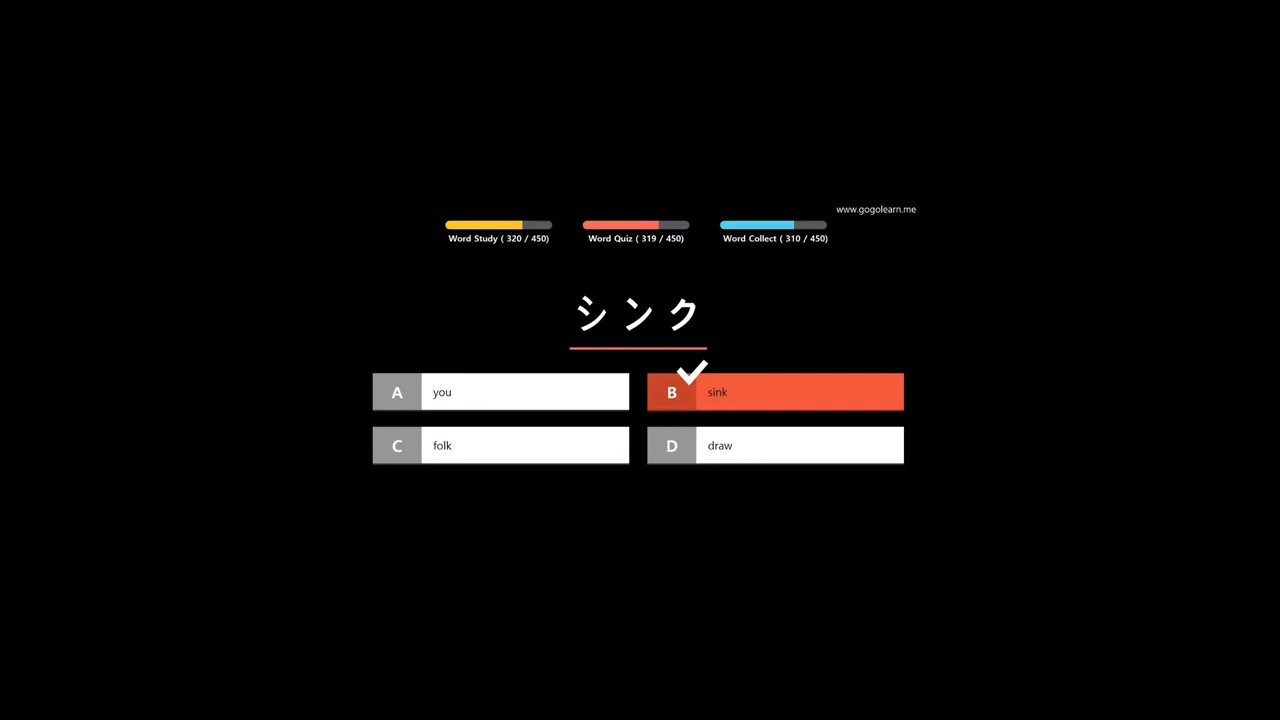 www.gogolearn.me
Word Study ( 320 / 450)
Word Quiz ( 319 / 450)
Word Collect ( 310 / 450)
シンク
A you
B sink
C folk
D draw